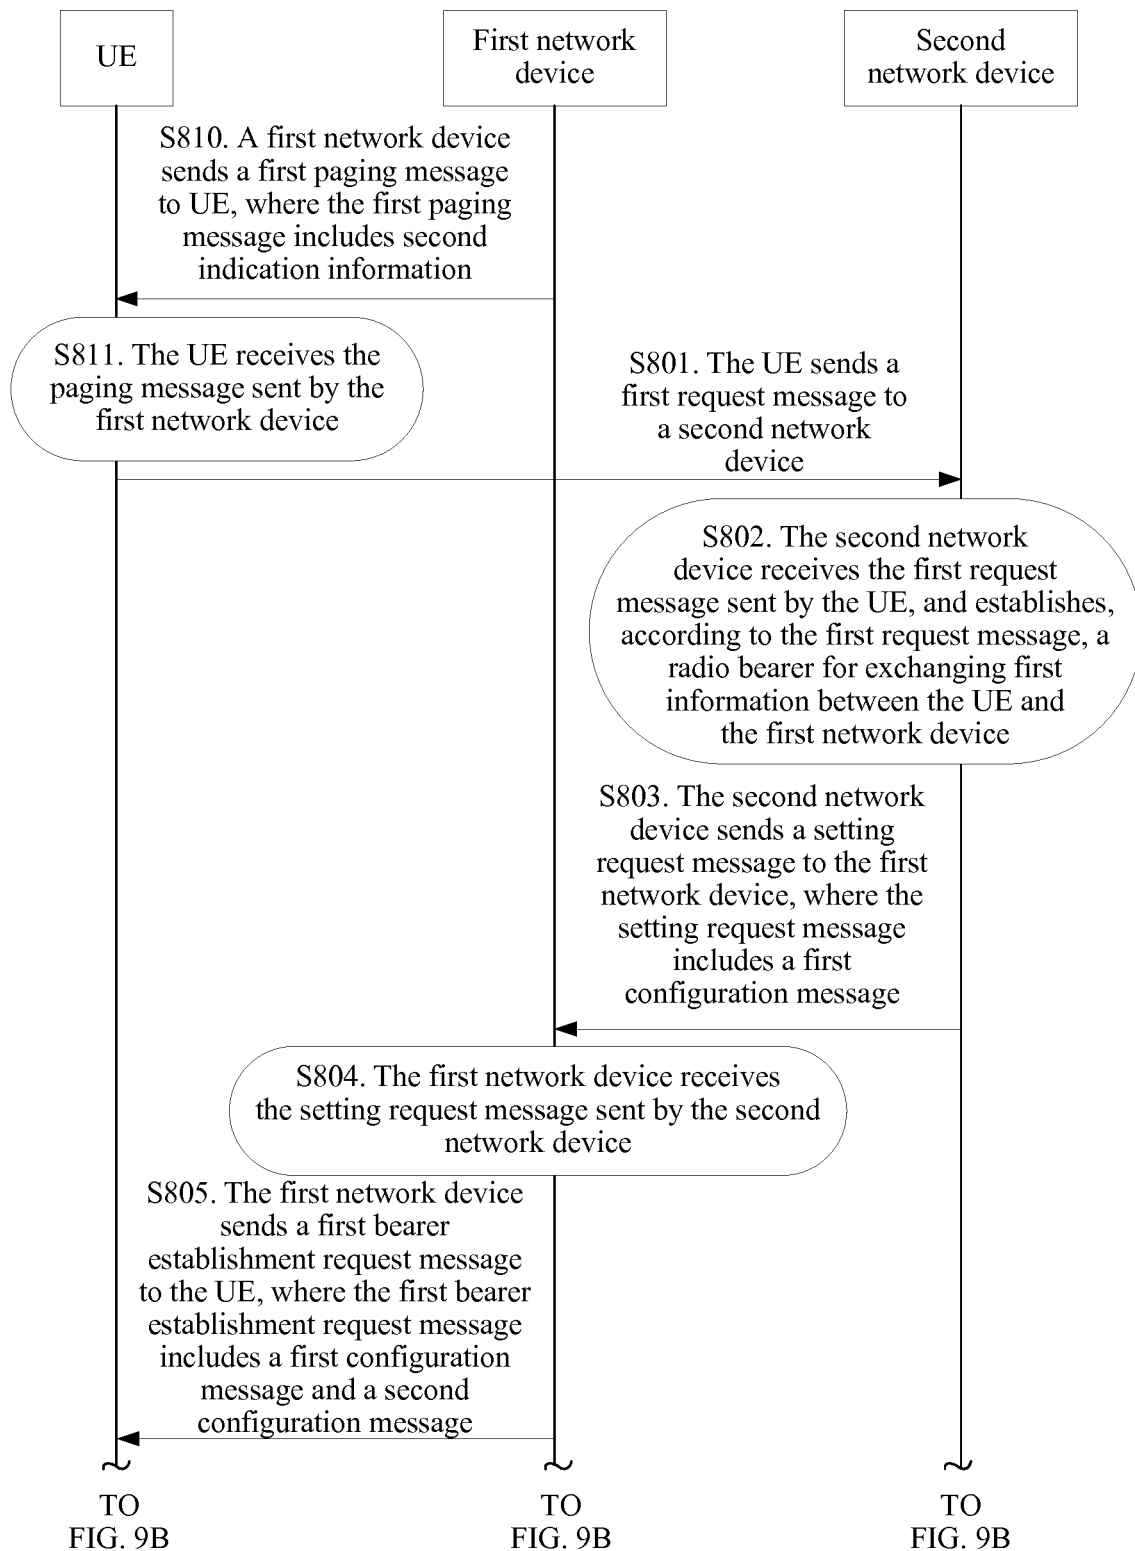 UE
First network
device
Second
network device
S810. A first network device
sends a first paging message
to UE, where the first paging
message includes second
indication information
S811. The UE receives the
paging message sent by the
first network device
S801. The UE sends a
first request message to
a second network
device
S802. The second network
device receives the first request
message sent by the UE, and establishes,
according to the first request message, a
radio bearer for exchanging first
information between the UE and
the first network device
S803. The second network
device sends a setting
request message to the first
network device, where the
setting request message
includes a first
configuration message
S804. The first network device receives
the setting request message sent by the second
network device
S805. The first network device
sends a first bearer
establishment request message
to the UE, where the first bearer
establishment request message
includes a first configuration
message and a second
configuration message
TO
FIG. 9B
TO
FIG. 9B
TO
FIG. 9B